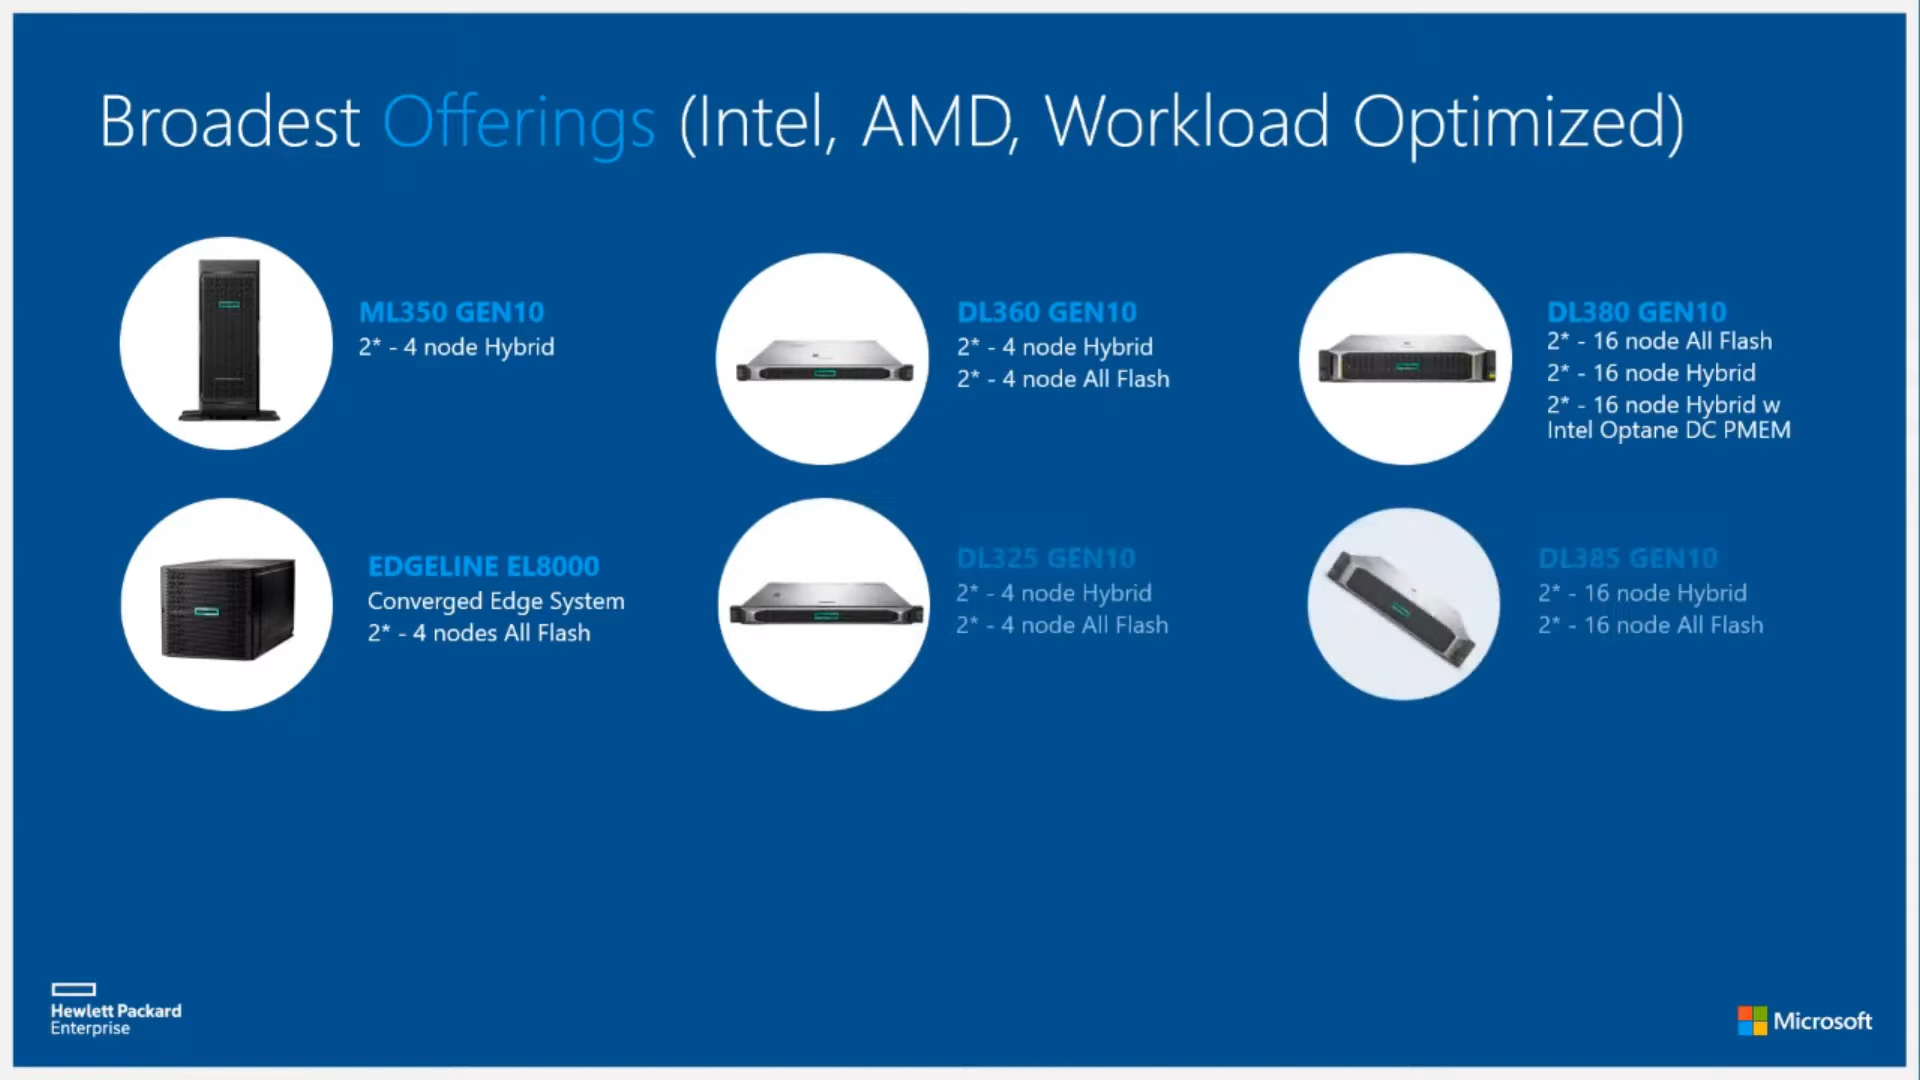 Broadest Offerings (Intel, AMD, Workload Optimized)
ML350 GEN10
2* - 4 node Hybrid
DL360 GEN10
2* - 4 node Hybrid
2* - 4 node All Flash
DL380 GEN10
2* - 16 node All Flash
2* - 16 node Hybrid
2* - 16 node Hybrid w
Intel Optane DC PMEM
EDGELINE EL8000
Converged Edge System
2* - 4 nodes All Flash
DL325 GEN10
2* - 4 node Hybrid
2* - 4 node All Flash
DL385 GEN10
2* - 16 node Hybrid
2* - 16 node All Flash
Hewlett Packard
Enterprise
Microsoft